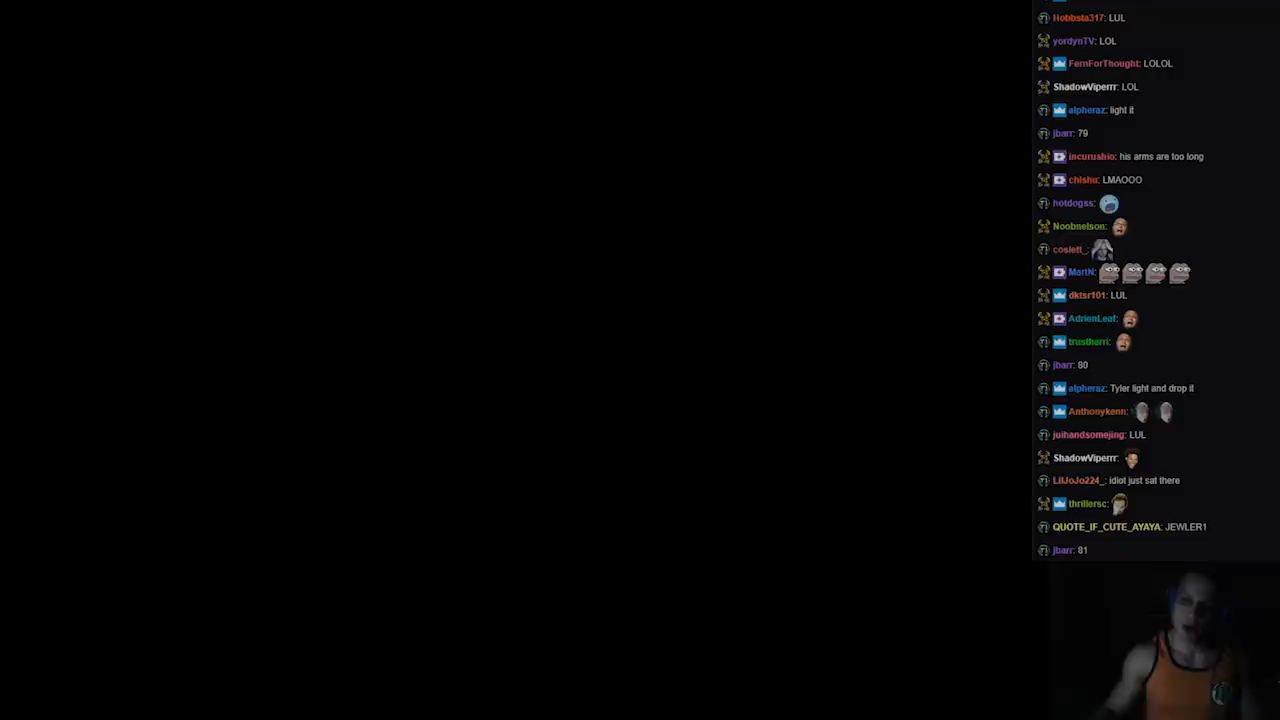 Hobbsta317: LUL
yordynTV: LOL
FernForThought: LOLOL
ShadowViperrr: LOL
alpheraz: light it
jbarr: 79
incurushio: his arms are too long
chishu: LMAOOO
hotdogss:
Noobnelson:
coslett_:
MartN:
dktsr101: LUL
AdrienLeaf:
trustharri:
jbarr: 80
alpheraz: Tyler light and drop it
Anthonykenn:
juihandsomejing: LUL
ShadowViperrr:
LilJoJo224_: idiot just sat there
thrillersc:
QUOTE_IF_CUTE_AYAYA: JEWLER1
jbarr: 81